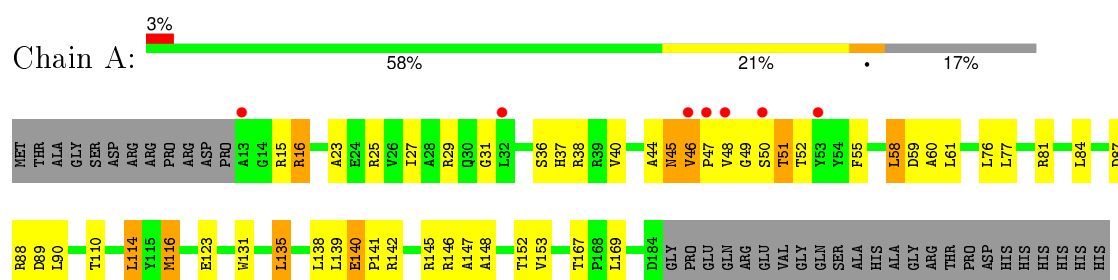 3%
Chain A:
58% 21% • 17%
MET THR ALA GLY SER ASP ARG ARG PRO ARG ASP PRO A13 G14 R15 R16 A23 E24 R25 V26 I27 A28 R29 Q30 G31 L32 S36 H37 R38 R39 V40 A44 N45 V46 P47 V48 G49 S50 T51 T52 Y53 Y54 F55 L58 D59 A60 L61 L76 L77 R81 L84 D87
R88 D89 L90 T110 L114 Y115 M116 E123 W131 L135 L138 L139 E140 P141 R142 R145 R146 A147 A148 T152 V153 T167 P168 L169 D184 GLY PRO GLU GLN ARG GLU VAL GLY GLN SER ALA HIS ALA GLY ARG THR PRO ASP HIS HIS HIS HIS HIS HIS